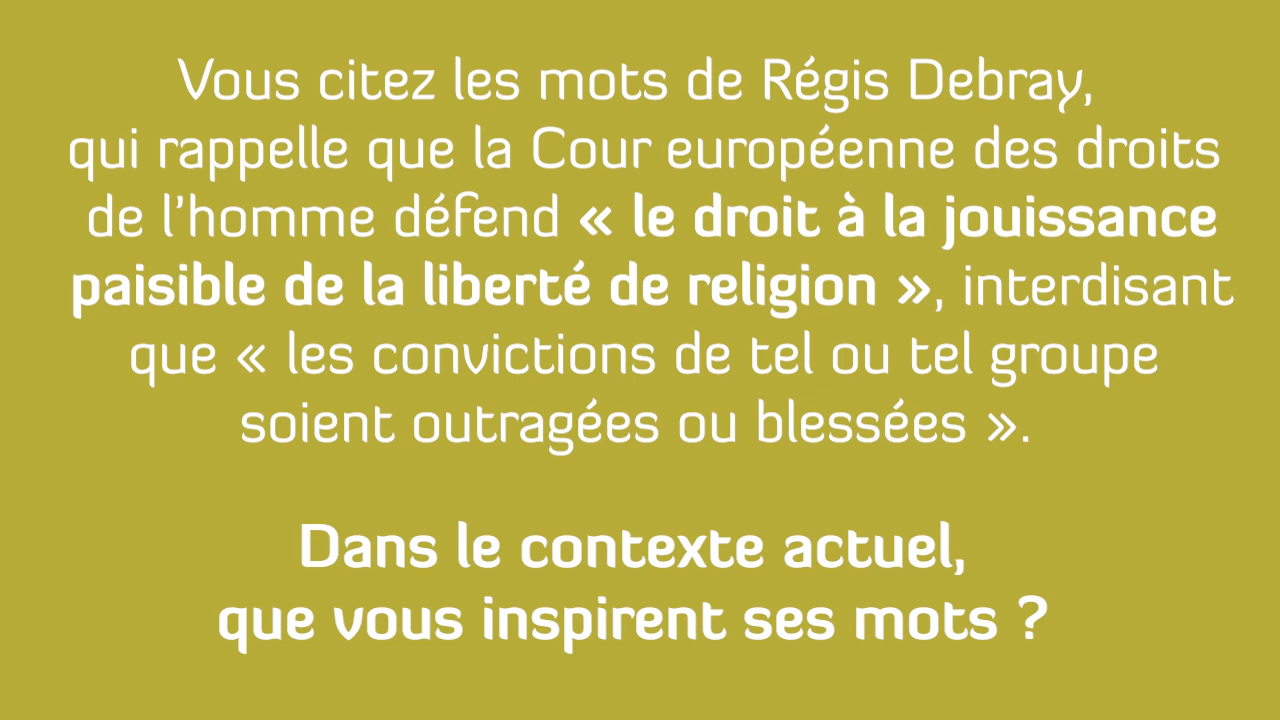 Vous citez les mots de Régis Debray,
qui rappelle que la Cour européenne des droits
de l’homme défend « le droit à la jouissance
paisible de la liberté de religion », interdisant
que « les convictions de tel ou tel groupe
soient outragées ou blessées ».
Dans le contexte actuel,
que vous inspirent ses mots ?